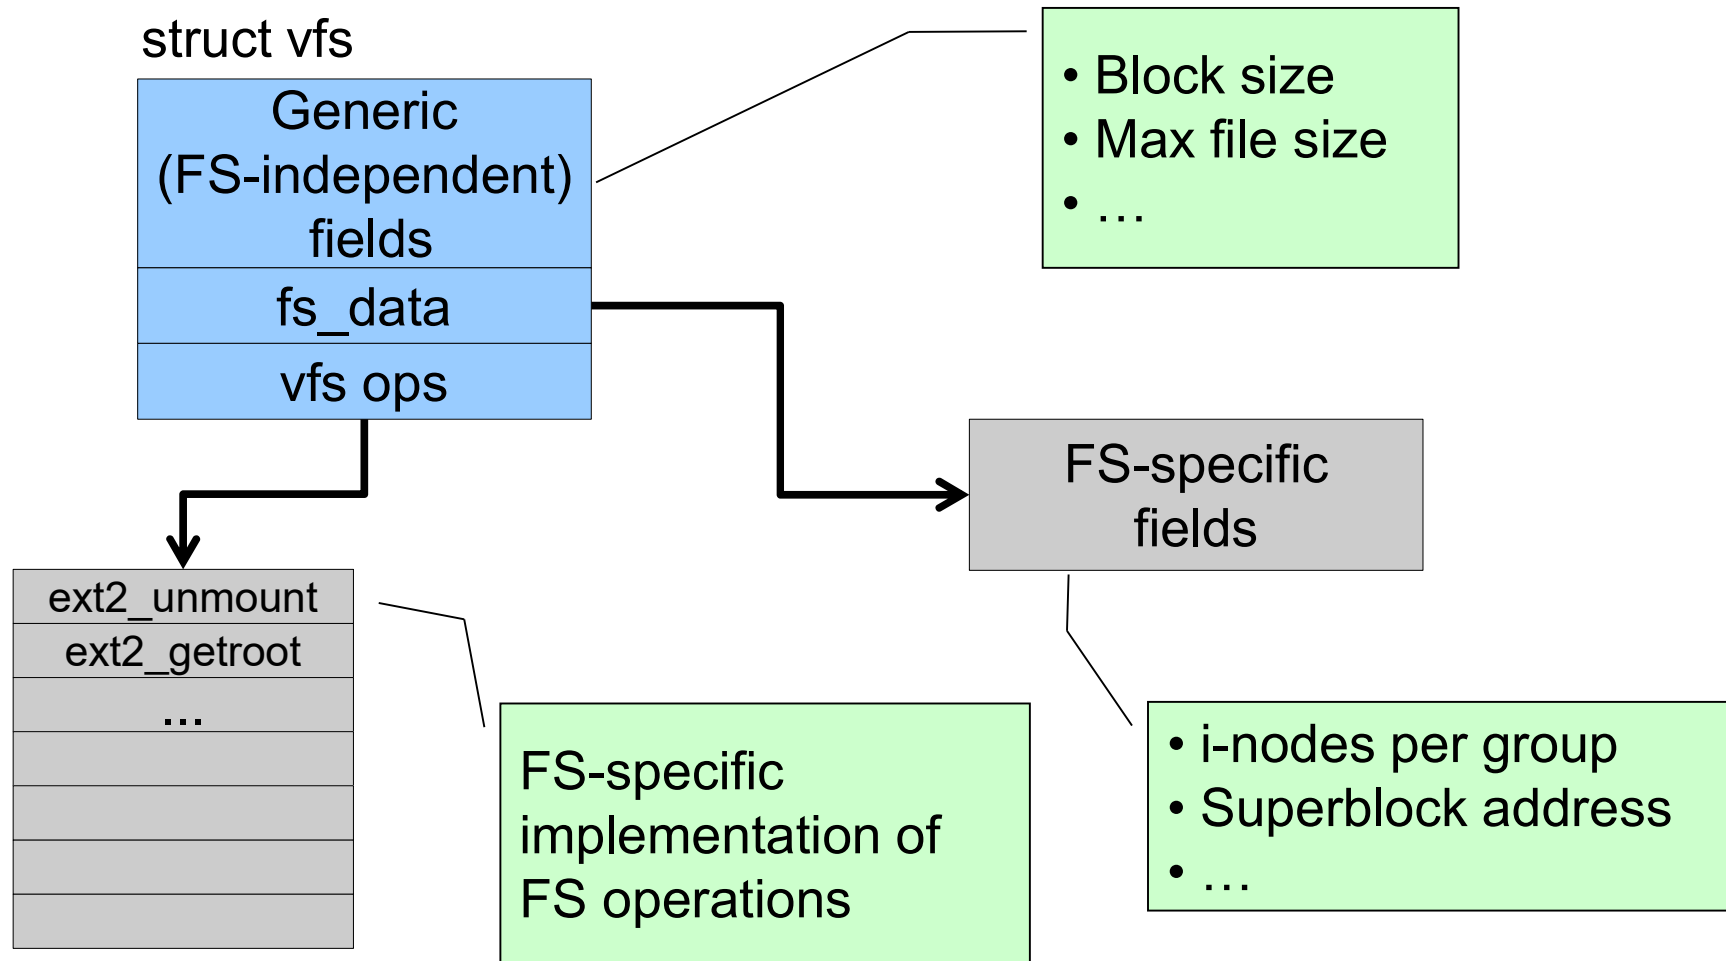 struct vfs
Generic
(FS-independent)
fields
fs_data
vfs ops
• Block size
• Max file size
• …
FS-specific
fields
ext2_unmount
ext2_getroot
...
FS-specific
implementation of
FS operations
• i-nodes per group
• Superblock address
• …